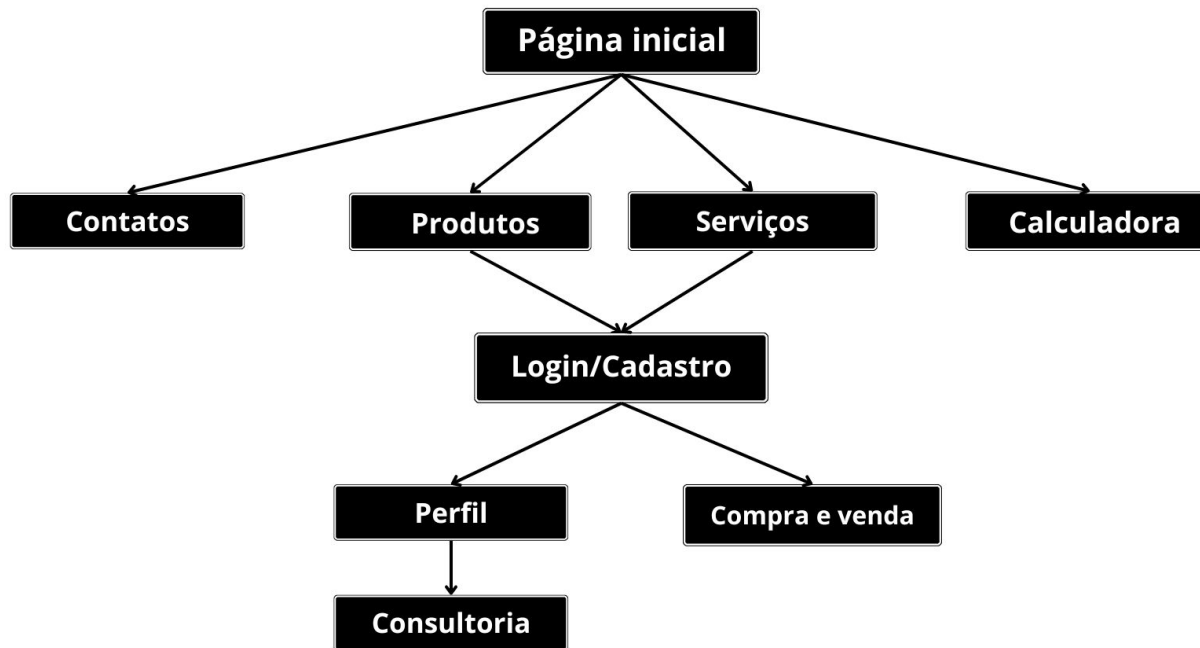 Página inicial
Contatos
Produtos
Serviços
Calculadora
Login/Cadastro
Perfil
Compra e venda
Consultoria